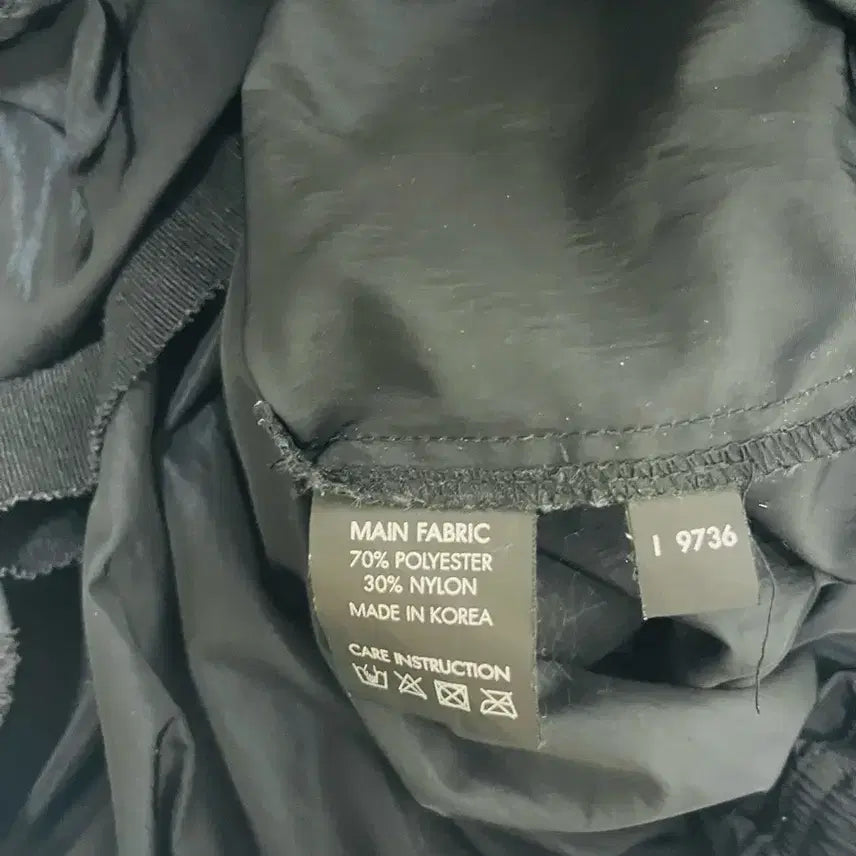 MAIN FABRIC
70% POLYESTER
30% NYLON
MADE IN KOREA
CARE INSTRUCTION
I 9736